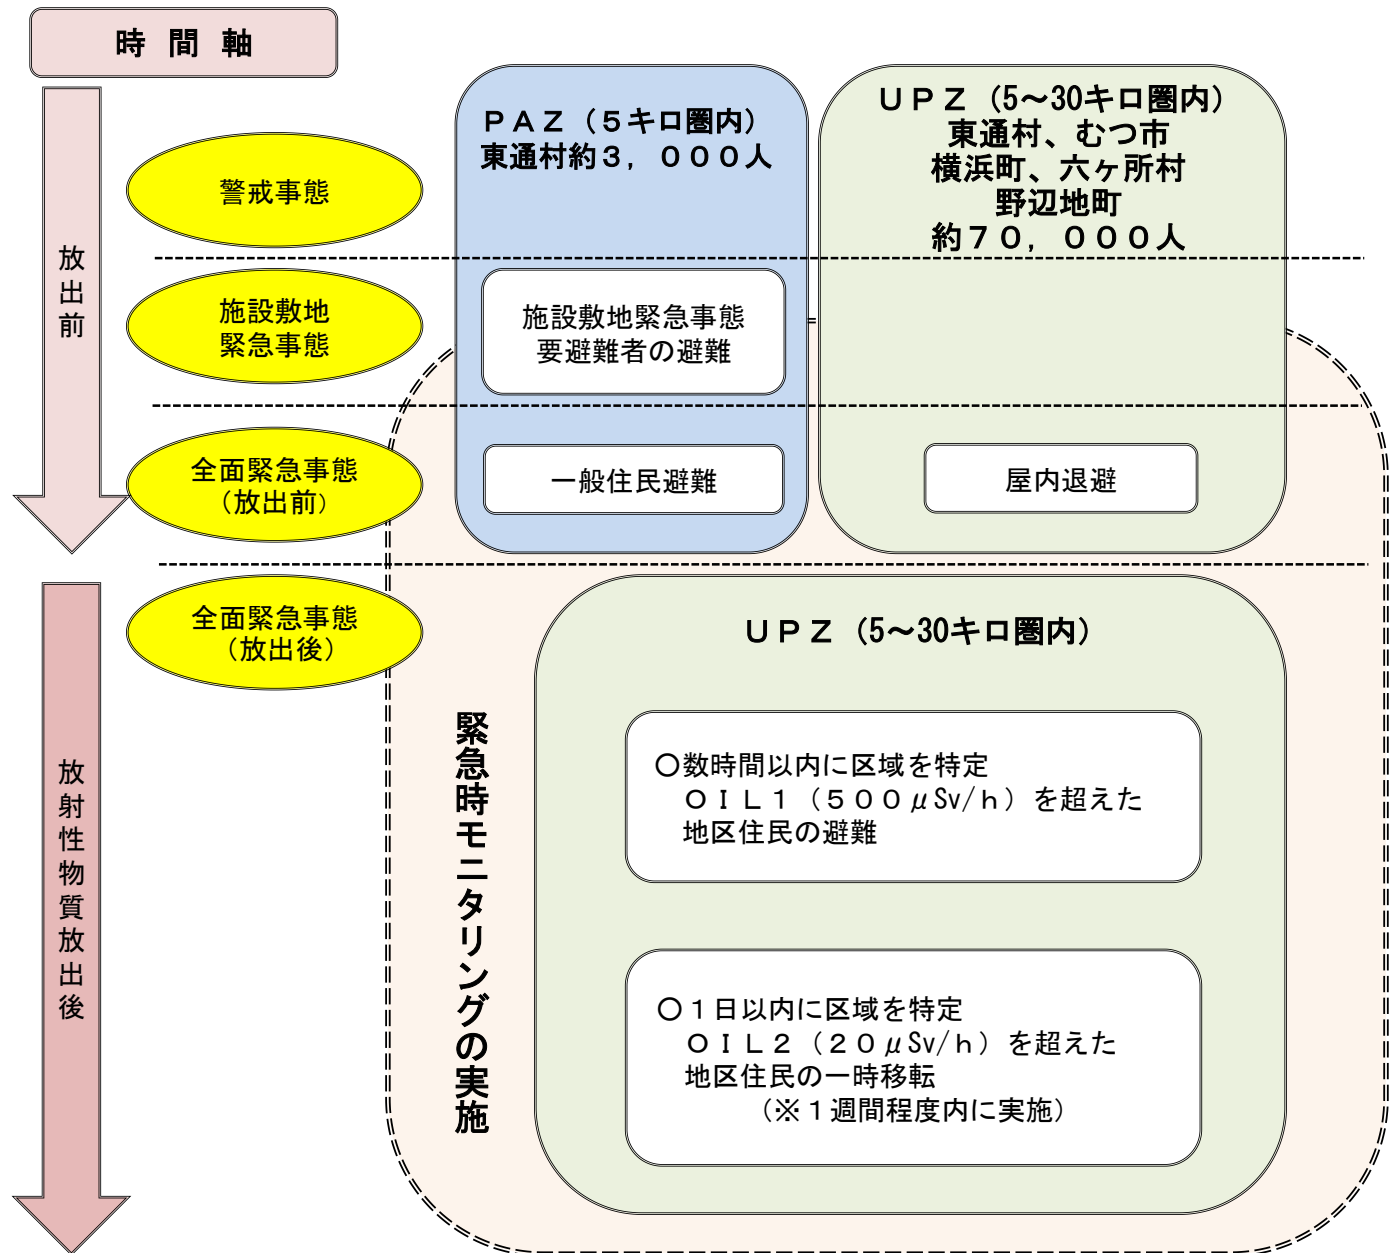 時 間 軸
放出前
放射性物質放出後
警戒事態
施設敷地
緊急事態
全面緊急事態
(放出前)
全面緊急事態
(放出後)
ＰＡＺ(５キロ圏内)
東通村約３，０００人
施設敷地緊急事態
要避難者の避難
一般住民避難
ＵＰＺ(5～30キロ圏内)
東通村、むつ市
横浜町、六ヶ所村
野辺地町
約７０，０００人
屋内退避
緊急時モニタリングの実施
ＵＰＺ(5～30キロ圏内)
○数時間以内に区域を特定
ＯＩＬ１（５００μSv/ｈ）を超えた
地区住民の避難
○１日以内に区域を特定
ＯＩＬ２（２０μSv/ｈ）を超えた
地区住民の一時移転
(※１週間程度内に実施)